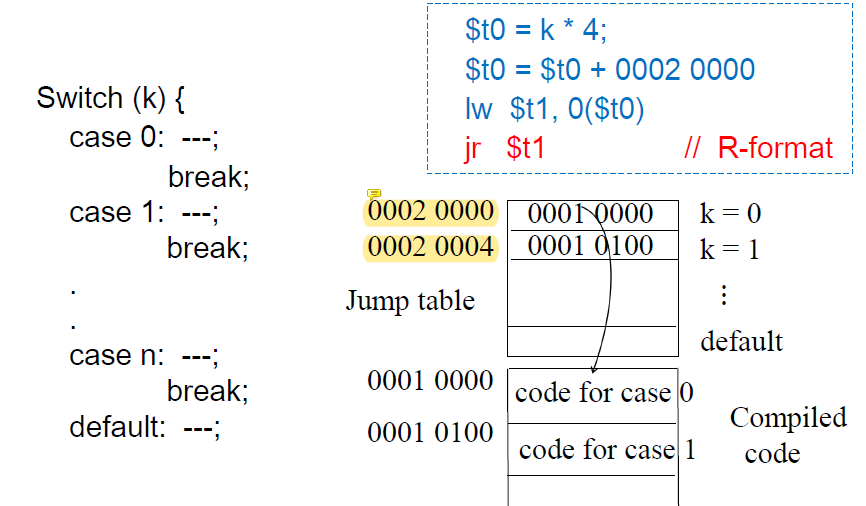 $t0 = k * 4;
$t0 = $t0 + 0002 0000
lw $t1, 0($t0)
jr $t1 // R-format
Switch (k) {
case 0: ---;
break;
case 1: ---;
break;
.
.
case n: ---;
break;
default: ---;
0002 0000 0001 0000 k = 0
0002 0004 0001 0100 k = 1
Jump table ⋮
default
0001 0000 code for case 0
0001 0100 code for case 1
Compiled
code